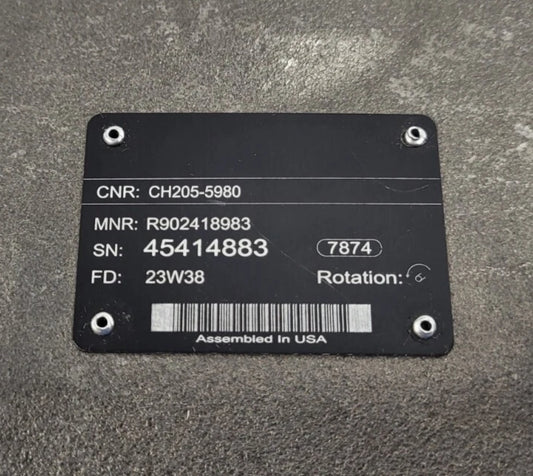 CNR: CH205-5980
MNR: R902418983
SN: 45414883 7874
FD: 23W38 Rotation:
Assembled In USA